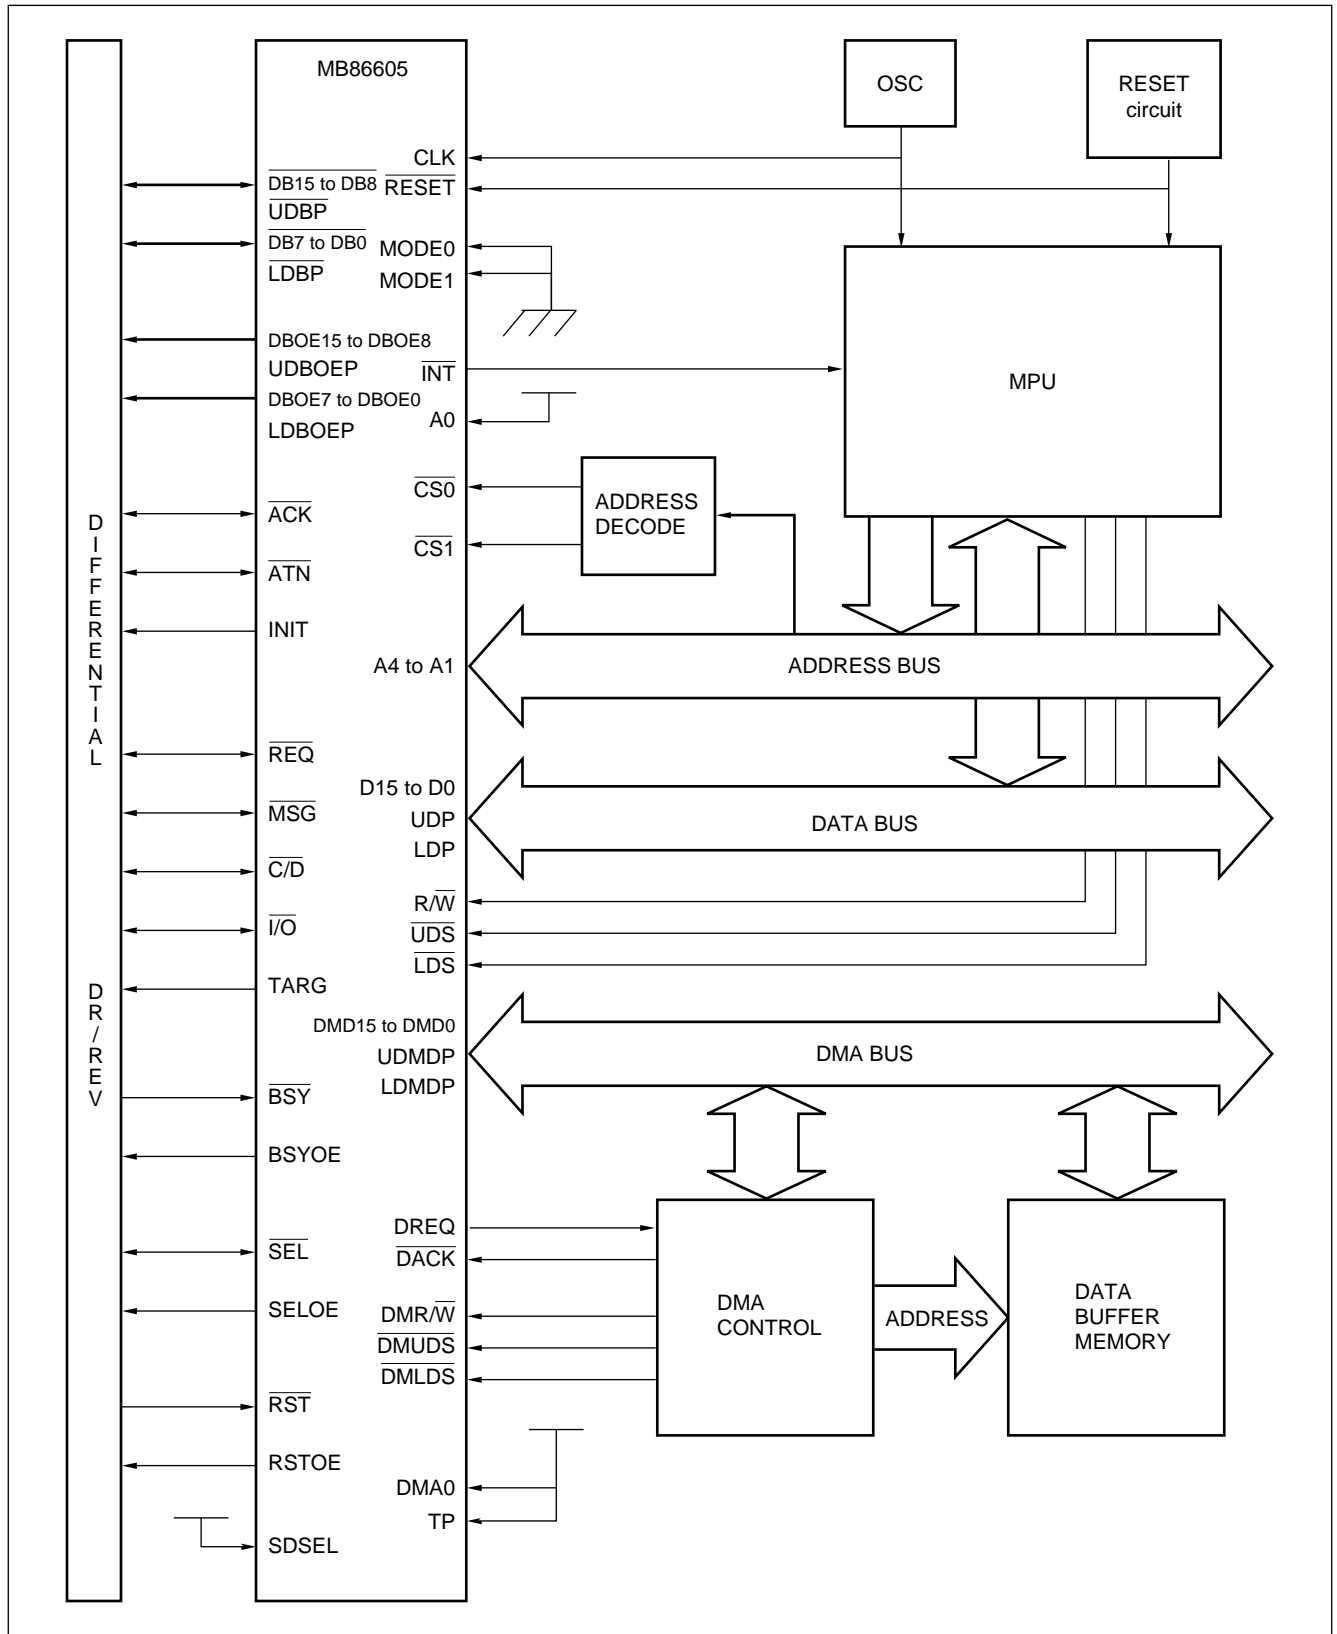 MB86605
OSC
RESET
circuit
CLK
DB15 to DB8
RESET
UDBP
DB7 to DB0
MODE0
LDBP
MODE1
DBOE15 to DBOE8
UDBOEP
INT
MPU
DBOE7 to DBOE0
A0
LDBOEP
CS0
ADDRESS
DECODE
ACK
CS1
ATN
INIT
A4 to A1
ADDRESS BUS
DIFFERENTIAL
REQ
D15 to D0
MSG
UDP
DATA BUS
LDP
C/D
R/W
I/O
UDS
LDS
TARG
DR/REV
DMD15 to DMD0
UDMDP
DMA BUS
LDMDP
BSY
BSYOE
DREQ
SEL
DACK
SELOE
DMR/W
DMA
CONTROL
ADDRESS
DATA
BUFFER
MEMORY
DMUDS
DMLDS
RST
RSTOE
DMA0
TP
SDSEL